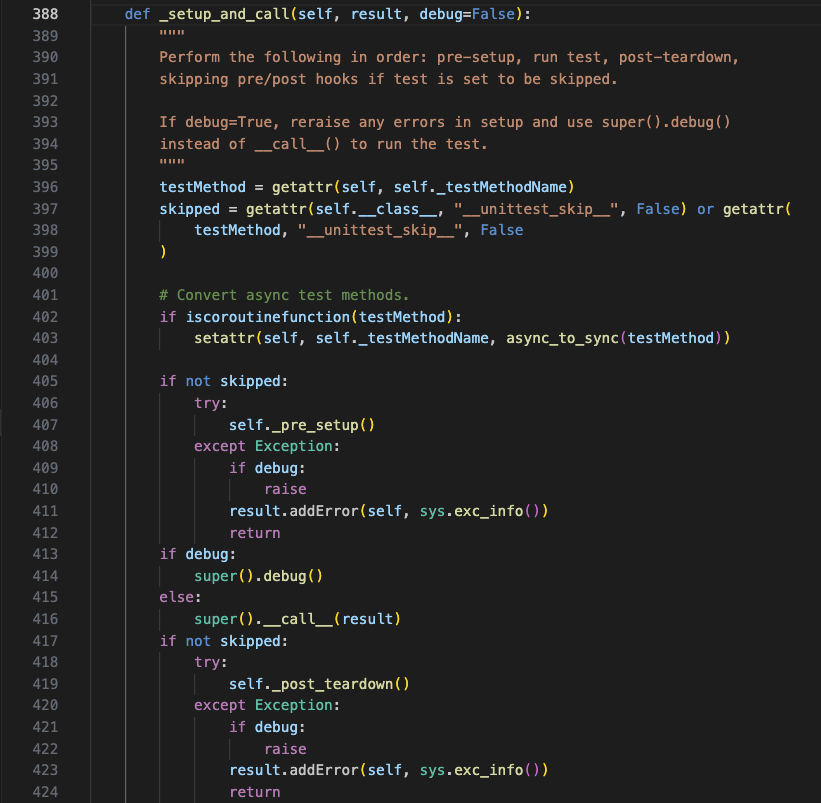 388 def _setup_and_call(self, result, debug=False):
389 """
390 Perform the following in order: pre-setup, run test, post-teardown,
391 skipping pre/post hooks if test is set to be skipped.
392
393 If debug=True, reraise any errors in setup and use super().debug()
394 instead of __call__() to run the test.
395 """
396 testMethod = getattr(self, self._testMethodName)
397 skipped = getattr(self.__class__, "__unittest_skip__", False) or getattr(
398 testMethod, "__unittest_skip__", False
399 )
400
401 # Convert async test methods.
402 if iscoroutinefunction(testMethod):
403 setattr(self, self._testMethodName, async_to_sync(testMethod))
404
405 if not skipped:
406 try:
407 self._pre_setup()
408 except Exception:
409 if debug:
410 raise
411 result.addError(self, sys.exc_info())
412 return
413 if debug:
414 super().debug()
415 else:
416 super().__call__(result)
417 if not skipped:
418 try:
419 self._post_teardown()
420 except Exception:
421 if debug:
422 raise
423 result.addError(self, sys.exc_info())
424 return